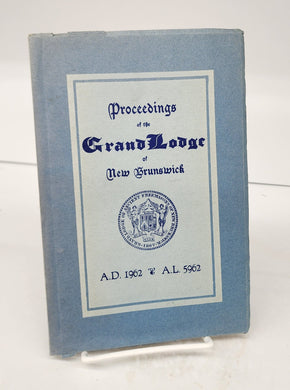 Proceedings
of the
Grand Lodge
of
New Brunswick
A.D. 1962 A.L. 5962